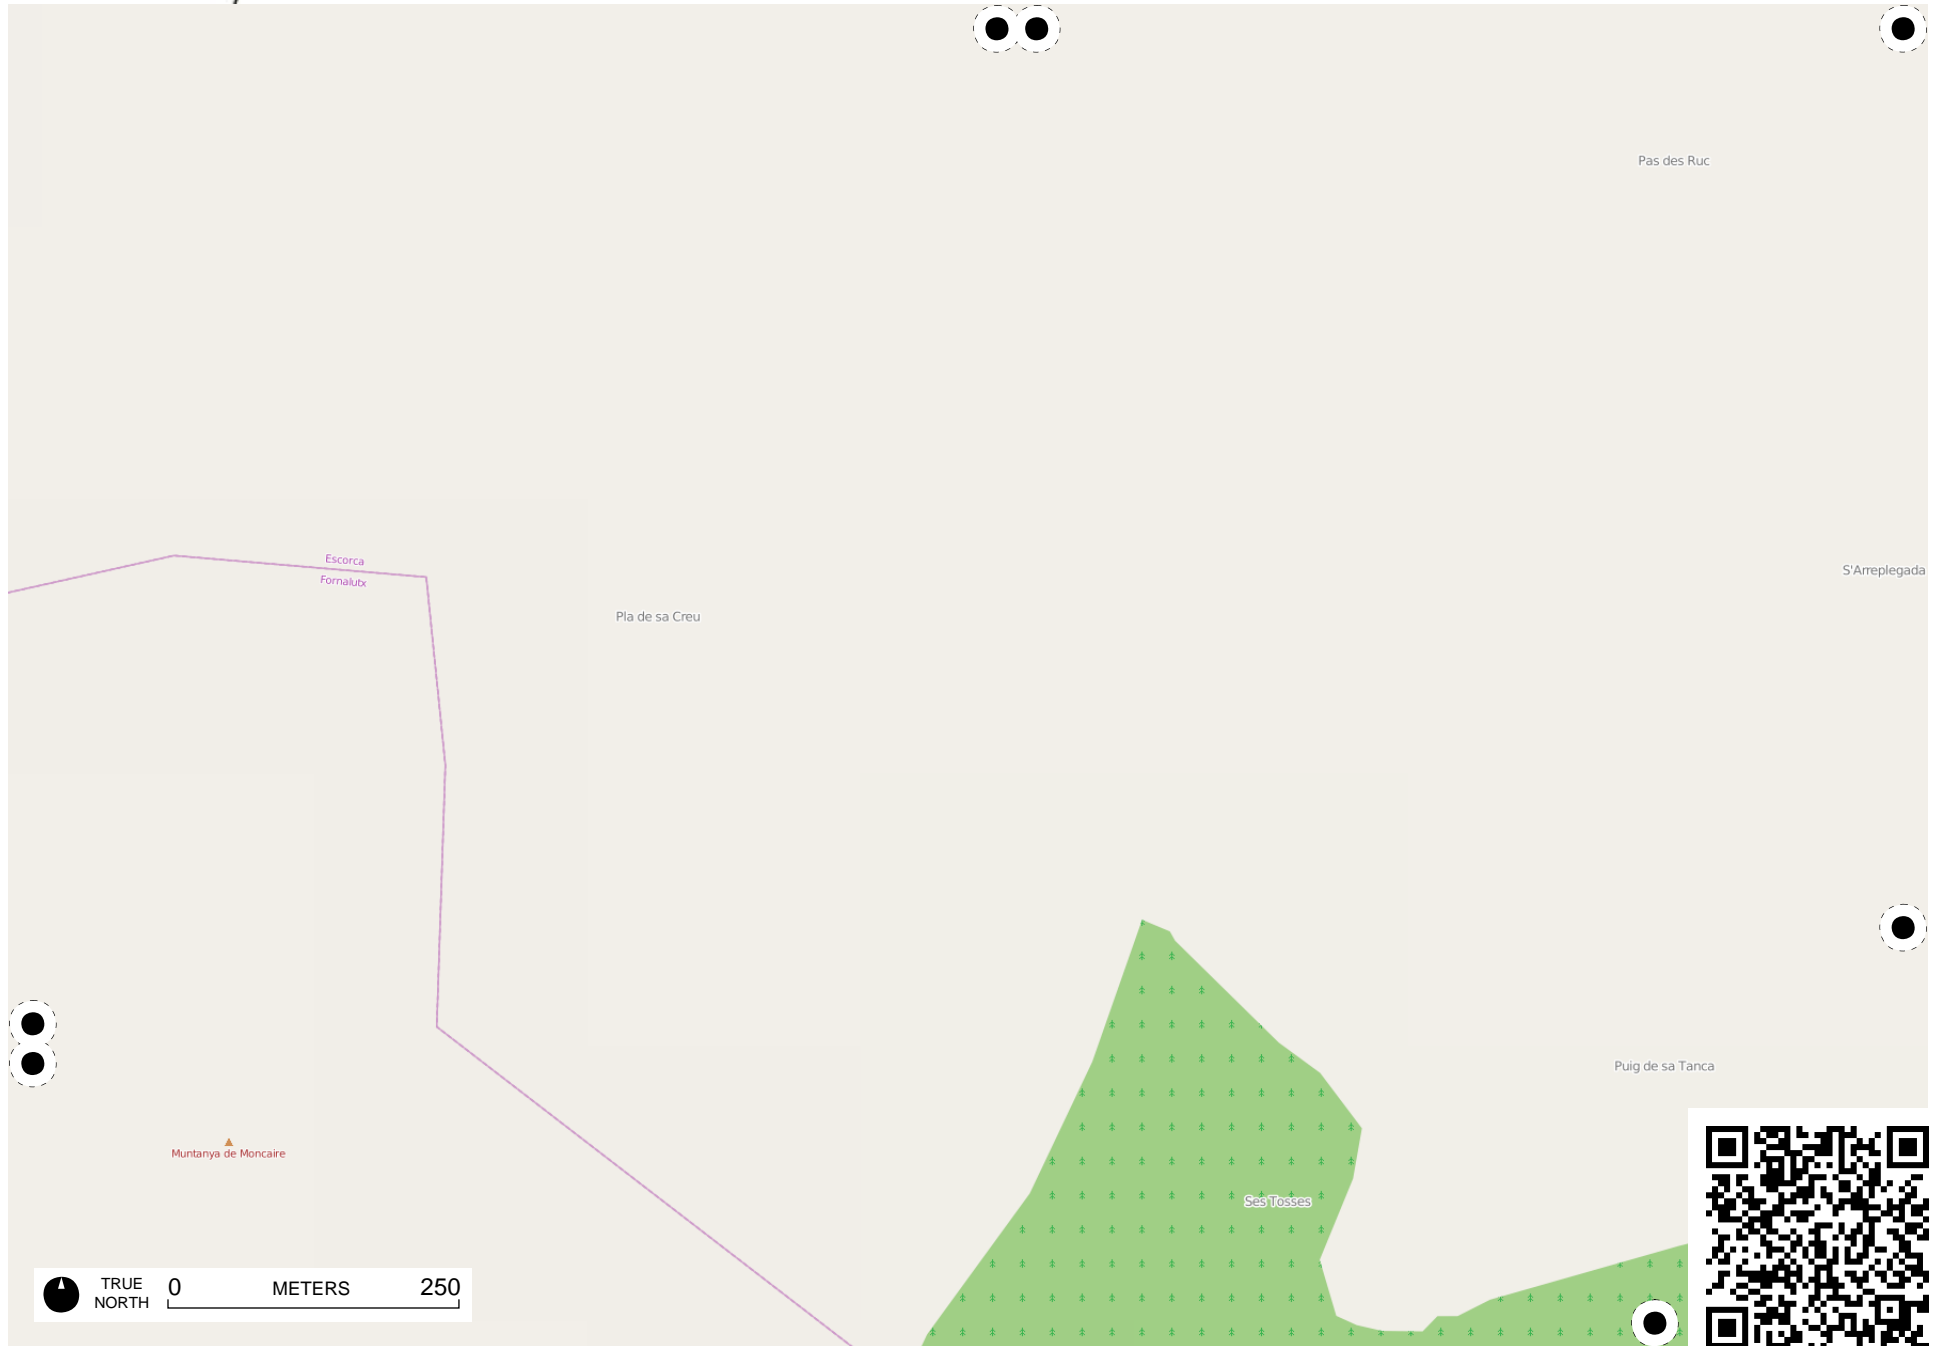 Pas des Ruc
Escorca
Fornalutx
S'Arreplegada
Pla de sa Creu
Puig de sa Tanca
Muntanya de Moncaire
Ses Tosses
TRUE
NORTH
0 METERS 250